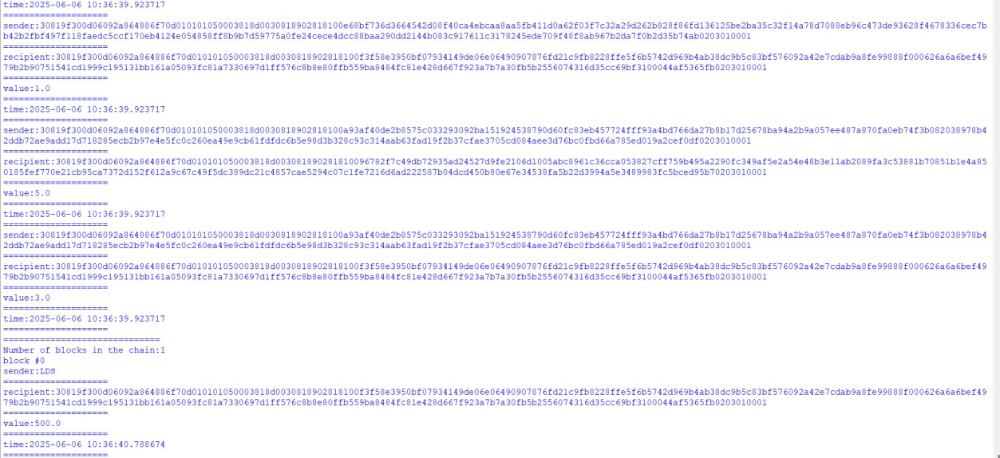 time:2025-06-06 10:36:39.923717
====================
sender:30819f300d06092a864886f70d010101050003818d0030818902818100e68bf736d3664542d08f40ca4ebcaa8aa5fb411d0a62f03f7c32a29d262b828f86fd136125be2ba35c32f14a78d7088eb96c473de93628f4678336cec7b
b42b2fbf497f118faedc5ccf170eb4124e054858ff8b9b7d59775a0fe24cece4dcc88baa290dd2144b083c917611c3178245ede709f48f8ab967b2da7f0b2d35b74ab0203010001
====================
recipient:30819f300d06092a864886f70d010101050003818d0030818902818100f3f58e3950bf07934149de06e06490907876fd21c9fb8228ffe5f6b5742d969b4ab38dc9b5c83bf576092a42e7cdab9a8fe99888f000626a6a6bef49
79b2b90751541cd1999c195131bb161a05093fc81a7330697d1ff576c8b8e80ffb559ba8484fc81e428d667f923a7b7a30fb5b2556074316d35cc69bf3100044af5365fb0203010001
====================
value:1.0
====================
time:2025-06-06 10:36:39.923717
====================
sender:30819f300d06092a864886f70d010101050003818d0030818902818100a93af40de2b8575c033293092ba151924538790d60fc83eb457724fff93a4bd766da27b8b17d25678ba94a2b9a057ee487a870fa0eb74f3b082038978b4
2ddb72ae9add17d718285ecb2b97e4e5fc0c260ea49e9cb61fdfdc6b5e98d3b328c93c314aab63fad19f2b37cfae3705cd084aee3d76bc0fbd66a785ed019a2cef0df0203010001
====================
recipient:30819f300d06092a864886f70d010101050003818d003081890281810096782f7c49db72935ad24527d9fe2106d1005abc8961c36cca053827cff759b495a2290fc349af5e2a54e48b3e11ab2089fa3c53881b70851b1e4a85
0185fef770e21cb95ca7372d152f612a9c67c49f5dc389dc21c4857cae5294c07c1fe7216d6ad222587b04dcd450b80e67e34538fa5b22d3994a5e3489983fc5bced95b70203010001
====================
value:5.0
====================
time:2025-06-06 10:36:39.923717
====================
sender:30819f300d06092a864886f70d010101050003818d0030818902818100a93af40de2b8575c033293092ba151924538790d60fc83eb457724fff93a4bd766da27b8b17d25678ba94a2b9a057ee487a870fa0eb74f3b082038978b4
2ddb72ae9add17d718285ecb2b97e4e5fc0c260ea49e9cb61fdfdc6b5e98d3b328c93c314aab63fad19f2b37cfae3705cd084aee3d76bc0fbd66a785ed019a2cef0df0203010001
====================
recipient:30819f300d06092a864886f70d010101050003818d0030818902818100f3f58e3950bf07934149de06e06490907876fd21c9fb8228ffe5f6b5742d969b4ab38dc9b5c83bf576092a42e7cdab9a8fe99888f000626a6a6bef49
79b2b90751541cd1999c195131bb161a05093fc81a7330697d1ff576c8b8e80ffb559ba8484fc81e428d667f923a7b7a30fb5b2556074316d35cc69bf3100044af5365fb0203010001
====================
value:3.0
====================
time:2025-06-06 10:36:39.923717
====================
==============================
Number of blocks in the chain:1
block #0
sender:LDS
====================
recipient:30819f300d06092a864886f70d010101050003818d0030818902818100f3f58e3950bf07934149de06e06490907876fd21c9fb8228ffe5f6b5742d969b4ab38dc9b5c83bf576092a42e7cdab9a8fe99888f000626a6a6bef49
79b2b90751541cd1999c195131bb161a05093fc81a7330697d1ff576c8b8e80ffb559ba8484fc81e428d667f923a7b7a30fb5b2556074316d35cc69bf3100044af5365fb0203010001
====================
value:500.0
====================
time:2025-06-06 10:36:40.788674
====================